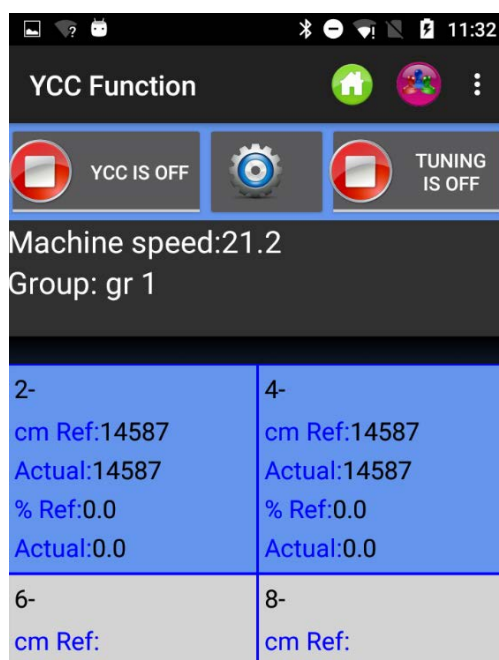 11:32
YCC Function
YCC IS OFF
TUNING
IS OFF
Machine speed:21.2
Group: gr 1
2-
cm Ref:14587
Actual:14587
% Ref:0.0
Actual:0.0
4-
cm Ref:14587
Actual:14587
% Ref:0.0
Actual:0.0
6-
cm Ref:
8-
cm Ref: